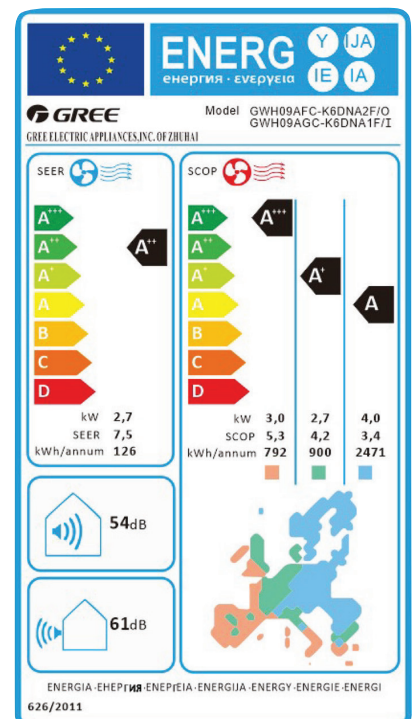 ENERG Y IJA
енергия · ενεργεια IE IA
GREE
GREE ELECTRIC APPLIANCES,INC. OF ZHUHAI
Model GWH09AFC-K6DNA2F/O
GWH09AGC-K6DNA1F/I
SEER
A+++
A++ A++
A+
A
B
C
D
kW 2,7
SEER 7,5
kWh/annum 126
SCOP
A+++ A+++
A++
A+ A+
A A
B
C
D
kW 3,0 2,7 4,0
SCOP 5,3 4,2 3,4
kWh/annum 792 900 2471
54dB
61dB
ENERGIA-ЕНЕРГИЯ-ΕΝΕΡΓΕΙΑ-ENERGIJA-ENERGY-ENERGIE-ENERGI
626/2011